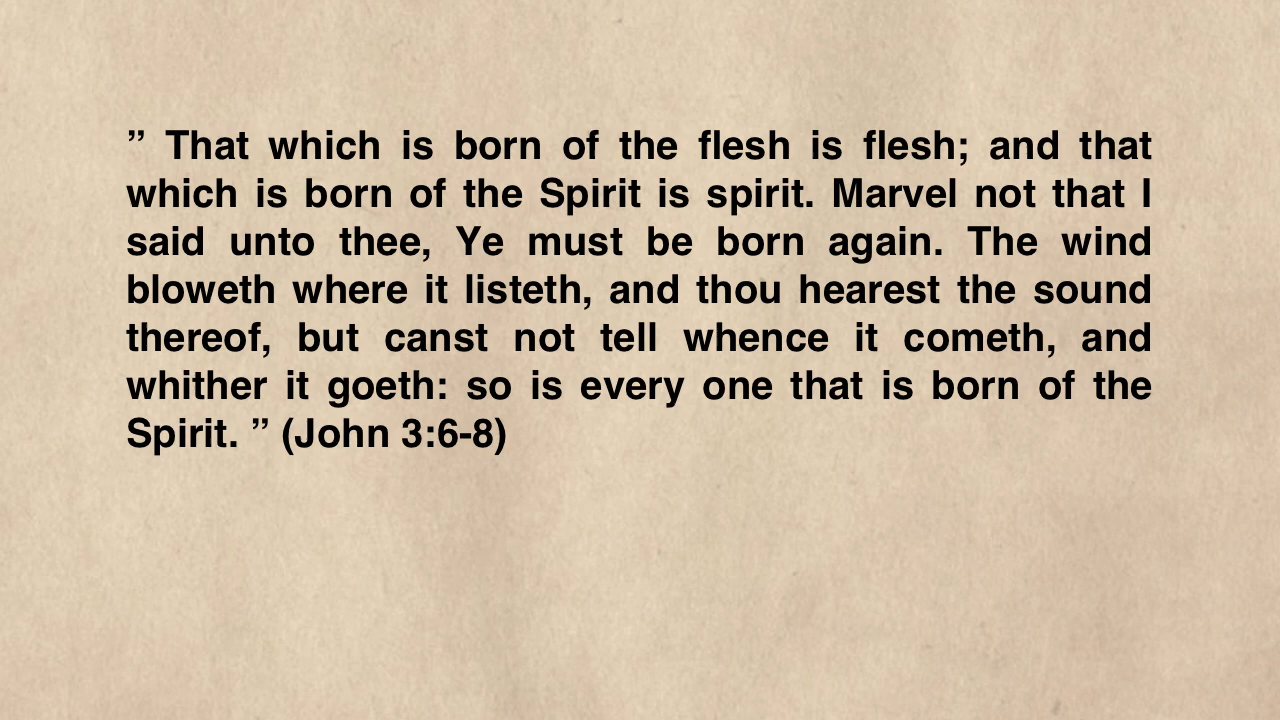 ” That which is born of the flesh is flesh; and that
which is born of the Spirit is spirit. Marvel not that I
said unto thee, Ye must be born again. The wind
bloweth where it listeth, and thou hearest the sound
thereof, but canst not tell whence it cometh, and
whither it goeth: so is every one that is born of the
Spirit. ” (John 3:6-8)